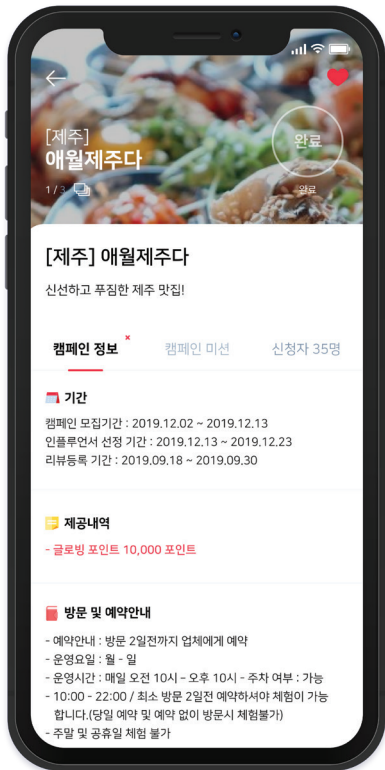 [제주]
애월제주다
1/3
완료
완료
[제주] 애월제주다
신선하고 푸짐한 제주 맛집!
캠페인 정보 캠페인 미션 신청자 35명
기간
캠페인 모집기간 : 2019.12.02 ~ 2019.12.13
인플루언서 선정 기간 : 2019.12.13 ~ 2019.12.23
리뷰등록 기간 : 2019.09.18 ~ 2019.09.30
제공내역
- 글로빙 포인트 10,000 포인트
방문 및 예약안내
- 예약안내 : 방문 2일전까지 업체에게 예약
- 운영요일 : 월 - 일
- 운영시간 : 매일 오전 10시 – 오후 10시 - 주차 여부 : 가능
- 10:00 - 22:00 / 최소 방문 2일전 예약하셔야 체험이 가능
합니다.(당일 예약 및 예약 없이 방문시 체험불가)
- 주말 및 공휴일 체험 불가